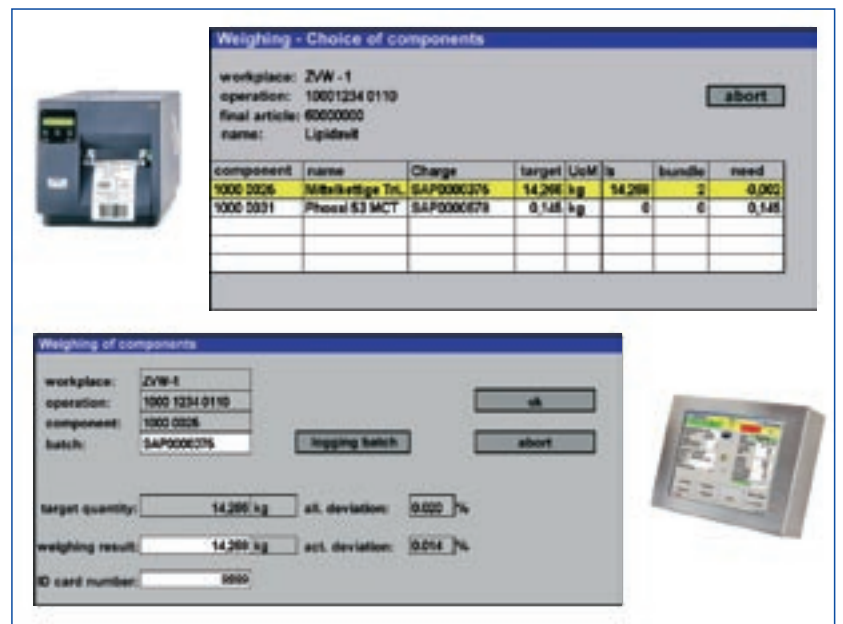 Weighing - Choice of components
workplace: ZVW - 1
operation: 10001234 0110
final article: 60000000
name: Lipidavit
abort
component name Charge target UoM is bundle need
1000 0026 Mittelkettige Tri. SAP0000376 14,266 kg 14,268 2 -0,002
1000 0031 Phosal 53 MCT SAP0000678 0,145 kg 0 0 0,145
Weighing of components
workplace: ZVW-1
operation: 1000 1234 0110
ok
component: 1000 0026
batch: SAP0000376 logging batch abort
target quantity: 14,266 kg all. deviation: 0.020 %
weighing result: 14,268 kg act. deviation: 0.014 %
ID card number: 9999